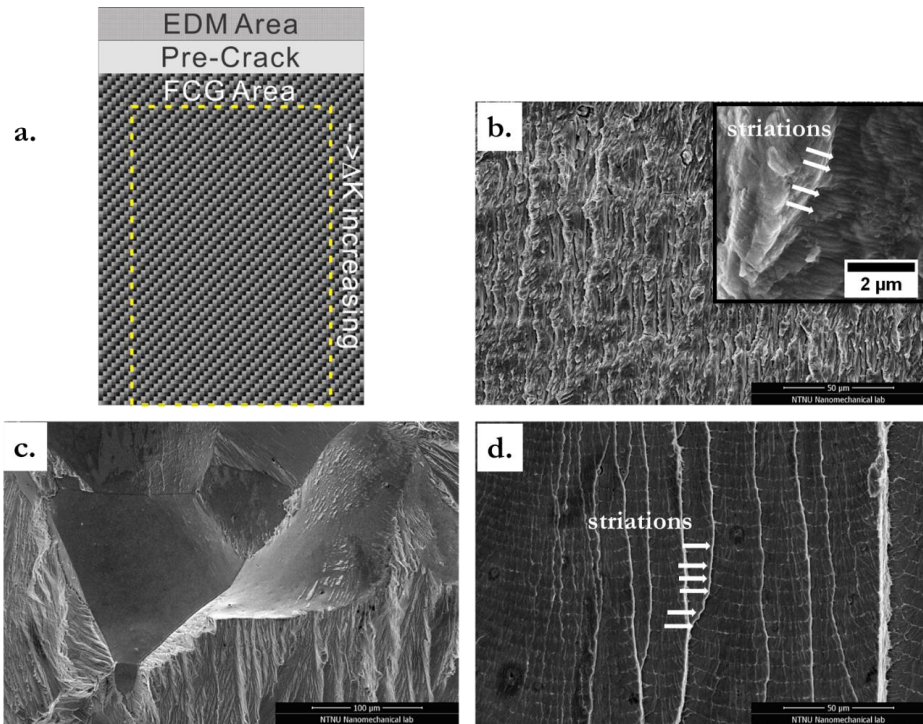 EDM Area
Pre-Crack
FCG Area
-->ΔK Increasing
a.
b.
striations
2 µm
50 µm
NTNU Nanomechanical lab
c.
100 µm
NTNU Nanomechanical lab
d.
striations
50 µm
NTNU Nanomechanical lab